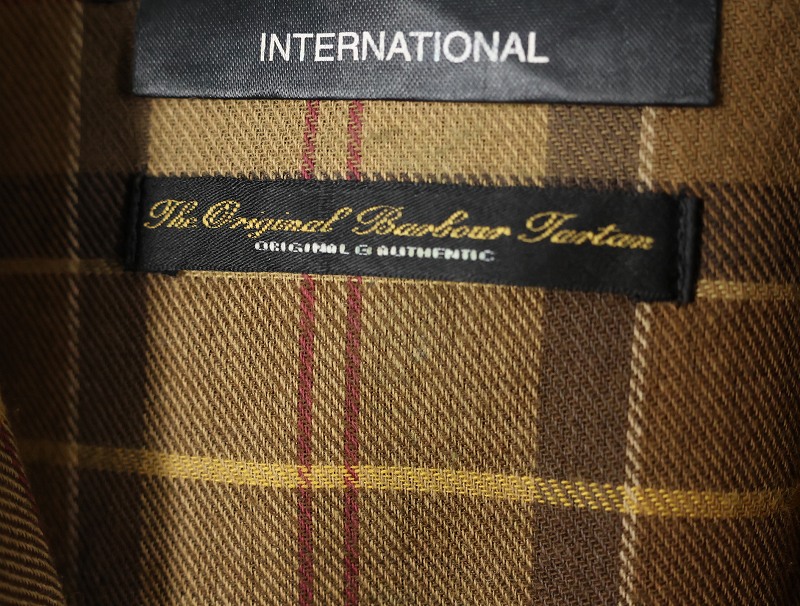 INTERNATIONAL
The Original Barbour Tartan
ORIGINAL & AUTHENTIC